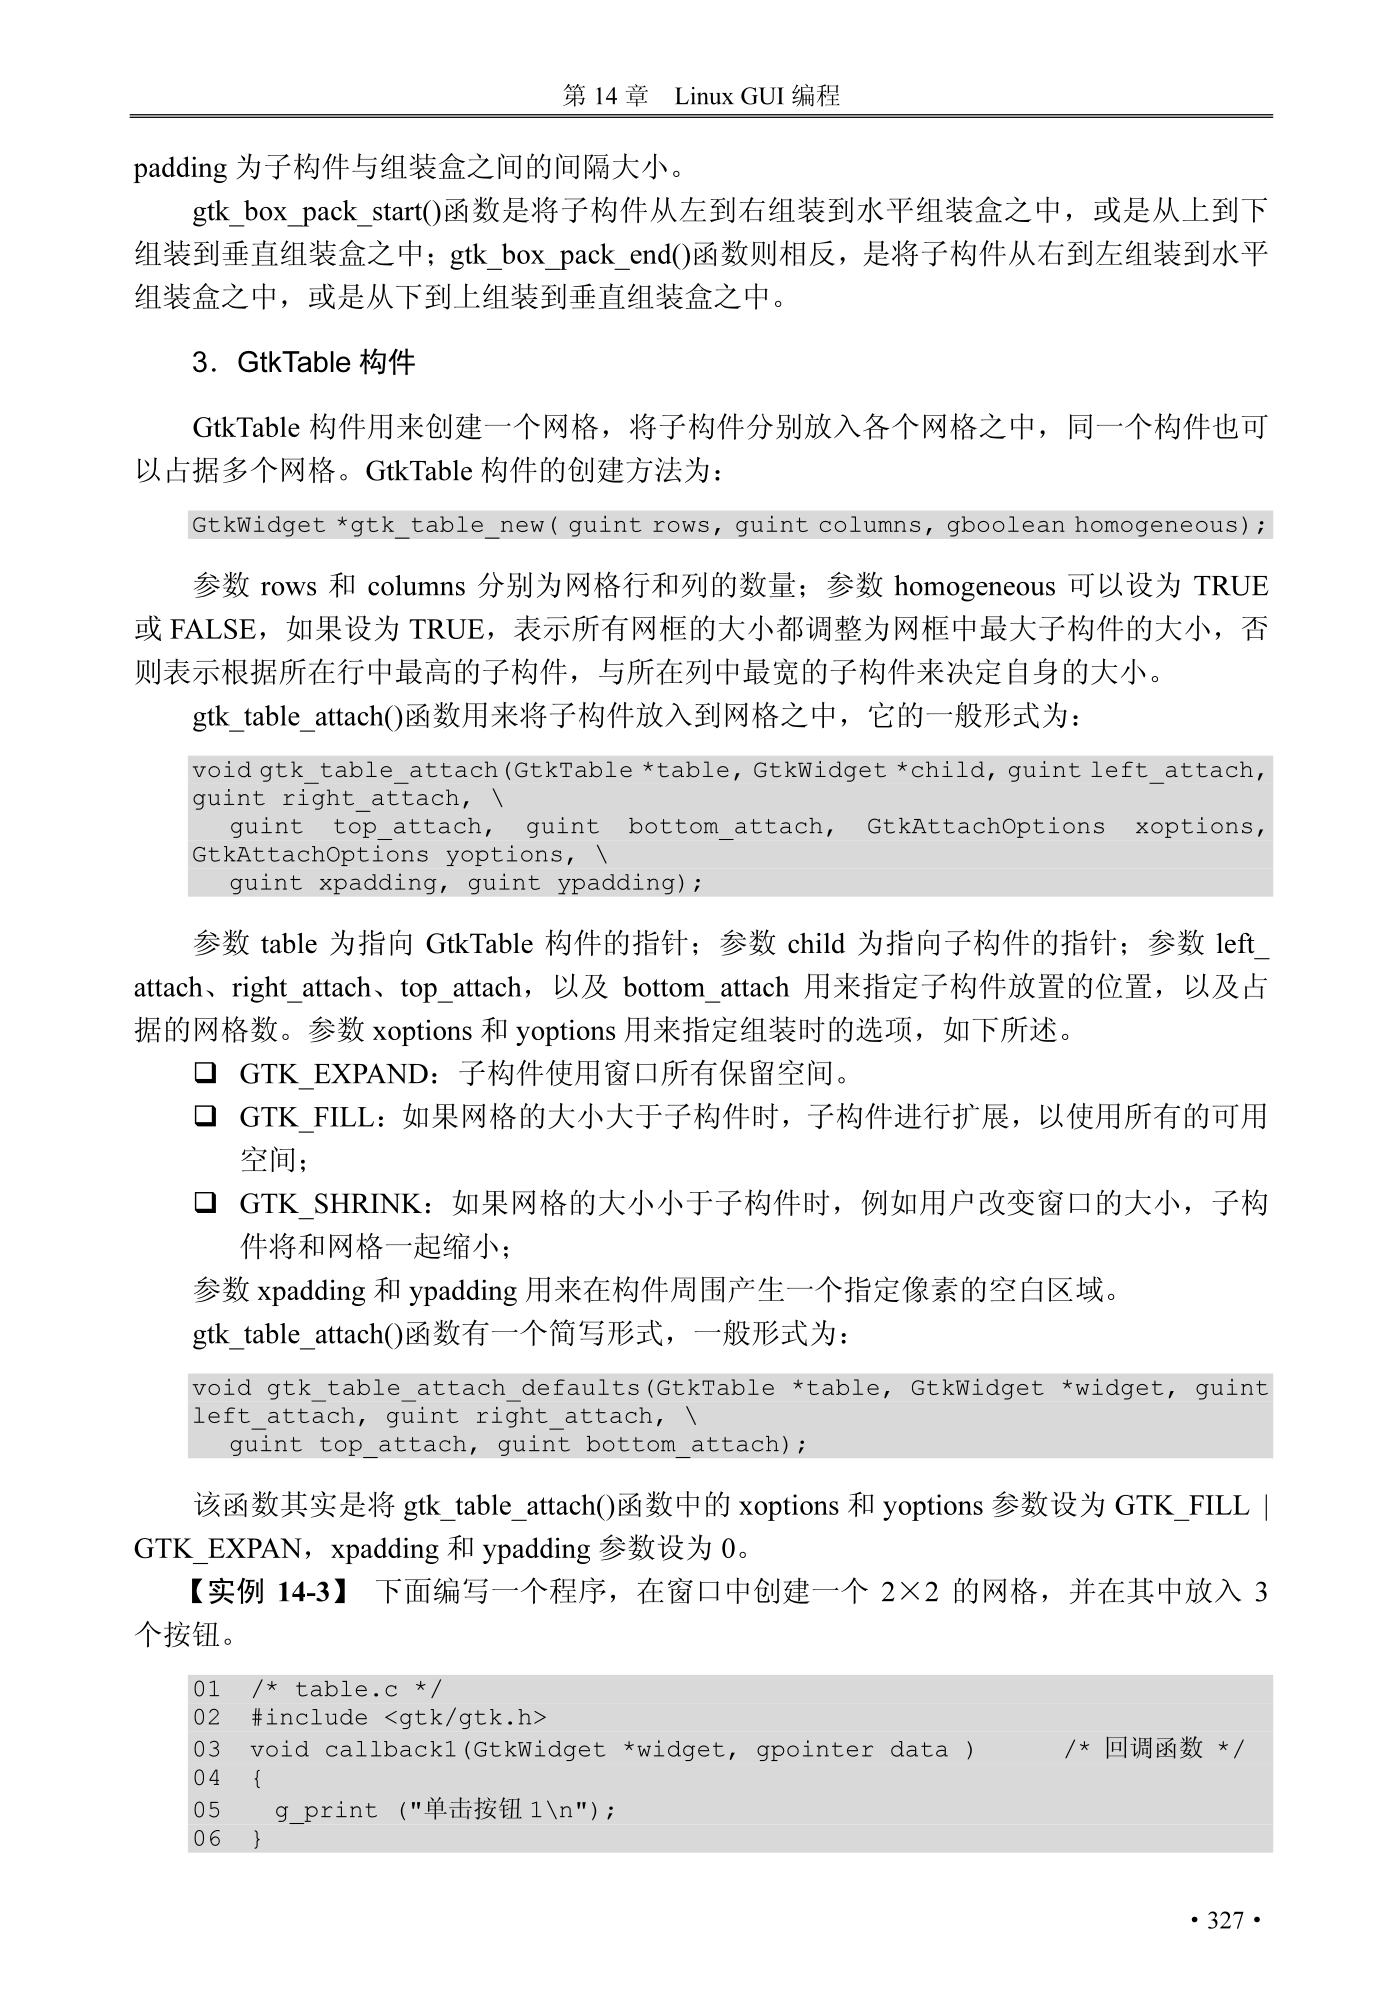 第 14 章 Linux GUI 编程
padding 为子构件与组装盒之间的间隔大小。
gtk_box_pack_start()函数是将子构件从左到右组装到水平组装盒之中，或是从上到下
组装到垂直组装盒之中；gtk_box_pack_end()函数则相反，是将子构件从右到左组装到水平
组装盒之中，或是从下到上组装到垂直组装盒之中。
3．GtkTable 构件
GtkTable 构件用来创建一个网格，将子构件分别放入各个网格之中，同一个构件也可
以占据多个网格。GtkTable 构件的创建方法为：
GtkWidget *gtk_table_new( guint rows, guint columns, gboolean homogeneous);
参数 rows 和 columns 分别为网格行和列的数量；参数 homogeneous 可以设为 TRUE
或 FALSE，如果设为 TRUE，表示所有网框的大小都调整为网框中最大子构件的大小，否
则表示根据所在行中最高的子构件，与所在列中最宽的子构件来决定自身的大小。
gtk_table_attach()函数用来将子构件放入到网格之中，它的一般形式为：
void gtk_table_attach(GtkTable *table, GtkWidget *child, guint left_attach,
guint right_attach, \
guint top_attach, guint bottom_attach, GtkAttachOptions xoptions,
GtkAttachOptions yoptions, \
guint xpadding, guint ypadding);
参数 table 为指向 GtkTable 构件的指针；参数 child 为指向子构件的指针；参数 left_
attach、right_attach、top_attach，以及 bottom_attach 用来指定子构件放置的位置，以及占
据的网格数。参数 xoptions 和 yoptions 用来指定组装时的选项，如下所述。
❑ GTK_EXPAND：子构件使用窗口所有保留空间。
❑ GTK_FILL：如果网格的大小大于子构件时，子构件进行扩展，以使用所有的可用
空间；
❑ GTK_SHRINK：如果网格的大小小于子构件时，例如用户改变窗口的大小，子构
件将和网格一起缩小；
参数 xpadding 和 ypadding 用来在构件周围产生一个指定像素的空白区域。
gtk_table_attach()函数有一个简写形式，一般形式为：
void gtk_table_attach_defaults(GtkTable *table, GtkWidget *widget, guint
left_attach, guint right_attach, \
guint top_attach, guint bottom_attach);
该函数其实是将 gtk_table_attach()函数中的 xoptions 和 yoptions 参数设为 GTK_FILL |
GTK_EXPAN，xpadding 和 ypadding 参数设为 0。
【实例 14-3】 下面编写一个程序，在窗口中创建一个 2×2 的网格，并在其中放入 3
个按钮。
01 /* table.c */
02 #include <gtk/gtk.h>
03 void callback1(GtkWidget *widget, gpointer data ) /* 回调函数 */
04 {
05 g_print ("单击按钮 1\n");
06 }
· 327 ·